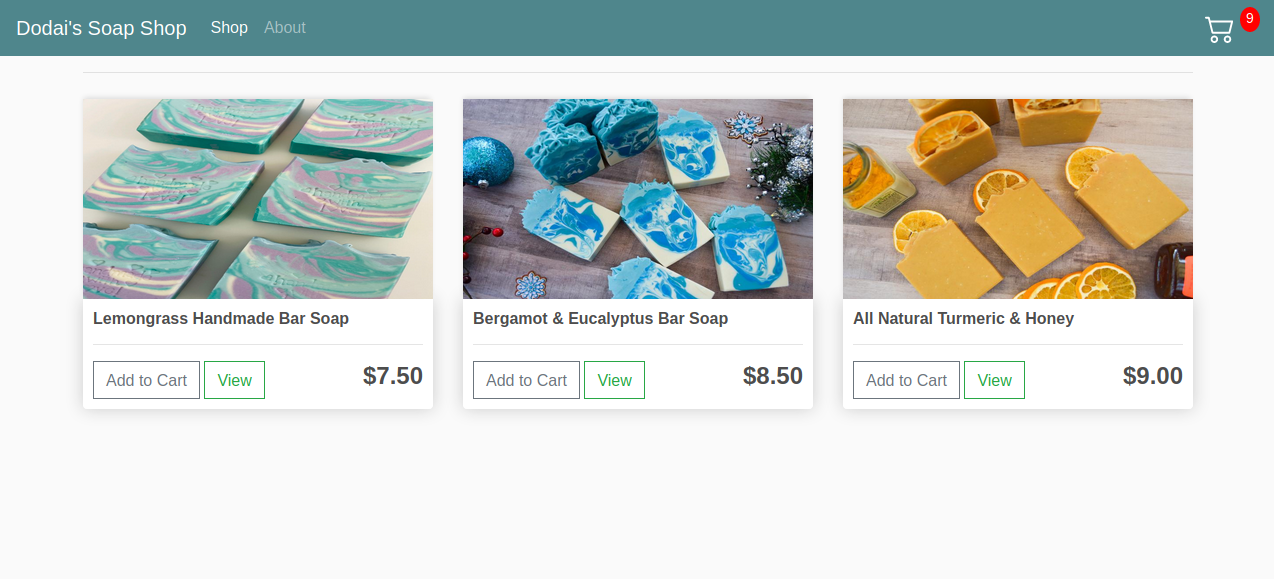 Dodai's Soap Shop Shop About 9
Lemongrass Handmade Bar Soap
Add to Cart View $7.50
Bergamot & Eucalyptus Bar Soap
Add to Cart View $8.50
All Natural Turmeric & Honey
Add to Cart View $9.00